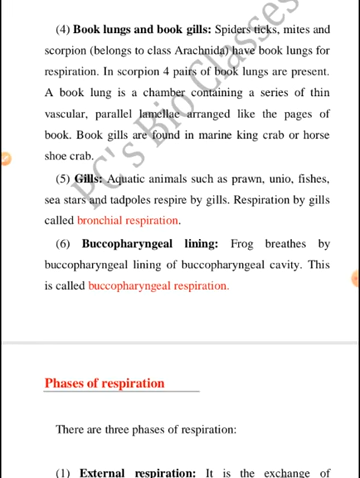 (4) Book lungs and book gills: Spiders ticks, mites and
scorpion (belongs to class Arachnida) have book lungs for
respiration. In scorpion 4 pairs of book lungs are present.
A book lung is a chamber containing a series of thin
vascular, parallel lamellae arranged like the pages of
book. Book gills are found in marine king crab or horse
shoe crab.
(5) Gills: Aquatic animals such as prawn, unio, fishes,
sea stars and tadpoles respire by gills. Respiration by gills
called bronchial respiration.
(6) Buccopharyngeal lining: Frog breathes by
buccopharyngeal lining of buccopharyngeal cavity. This
is called buccopharyngeal respiration.
Phases of respiration
There are three phases of respiration:
(1) External respiration: It is the exchange of
PC's Bio Classes